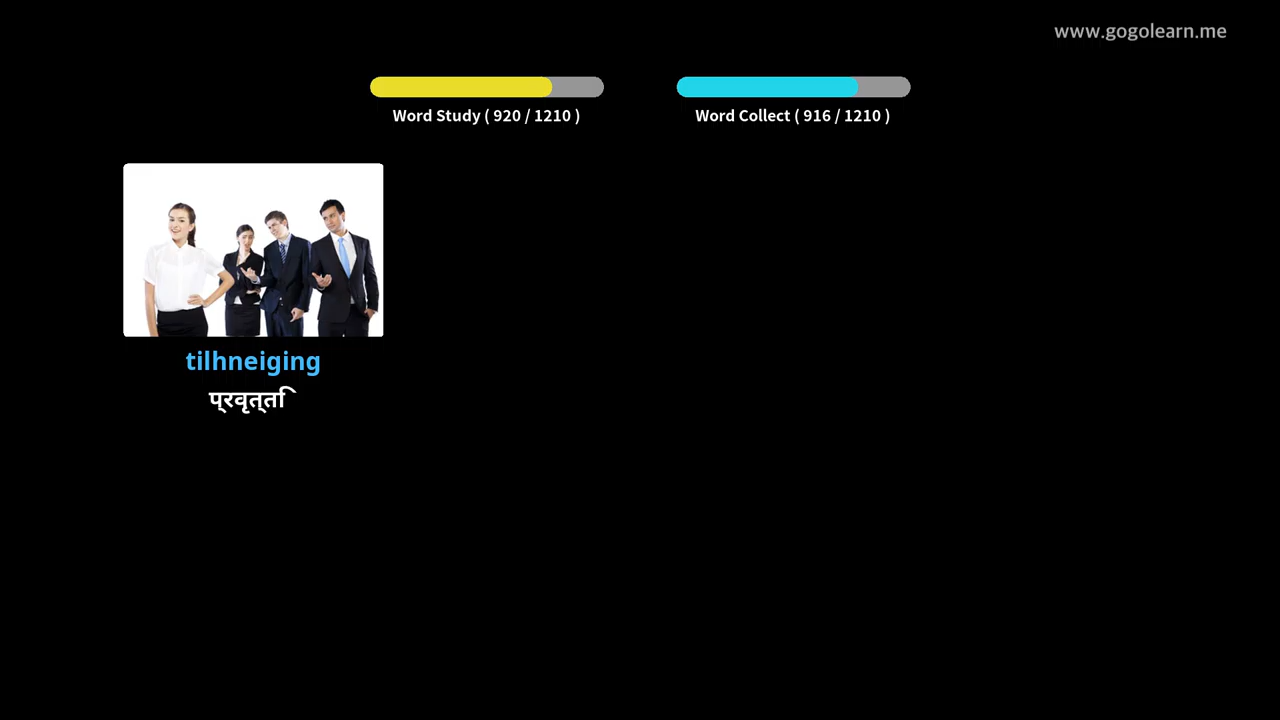 www.gogolearn.me
Word Study ( 920 / 1210 )
Word Collect ( 916 / 1210 )
tilhneiging
प्रवृत्ति